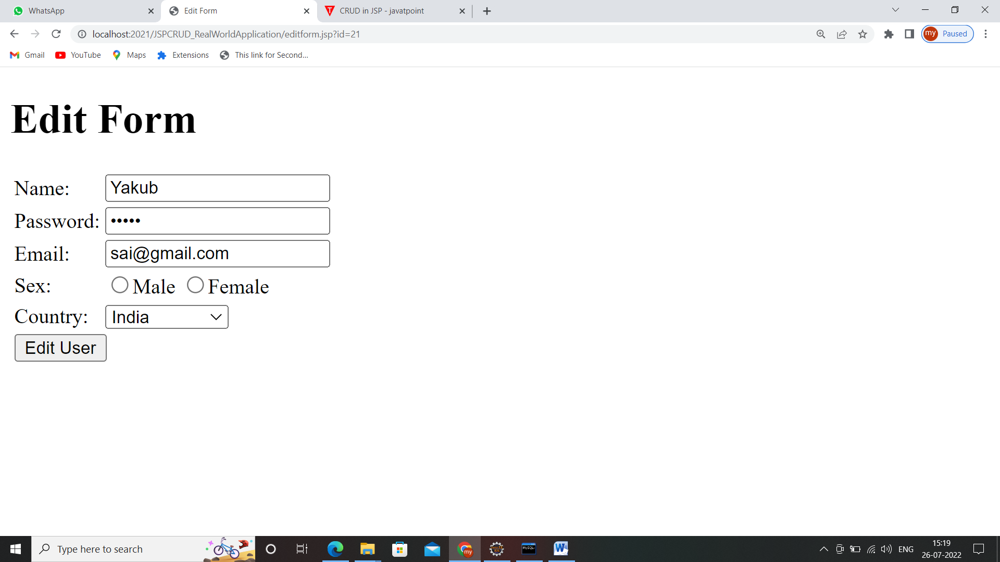 WhatsApp
Edit Form
CRUD in JSP - javatpoint
localhost:2021/JSPCRUD_RealWorldApplication/editform.jsp?id=21
my Paused
Gmail YouTube Maps Extensions This link for Second...
Edit Form
Name: Yakub
Password: •••••
Email: sai@gmail.com
Sex: Male Female
Country: India
Edit User
Type here to search
my
MySQL
W
ENG
15:19
26-07-2022